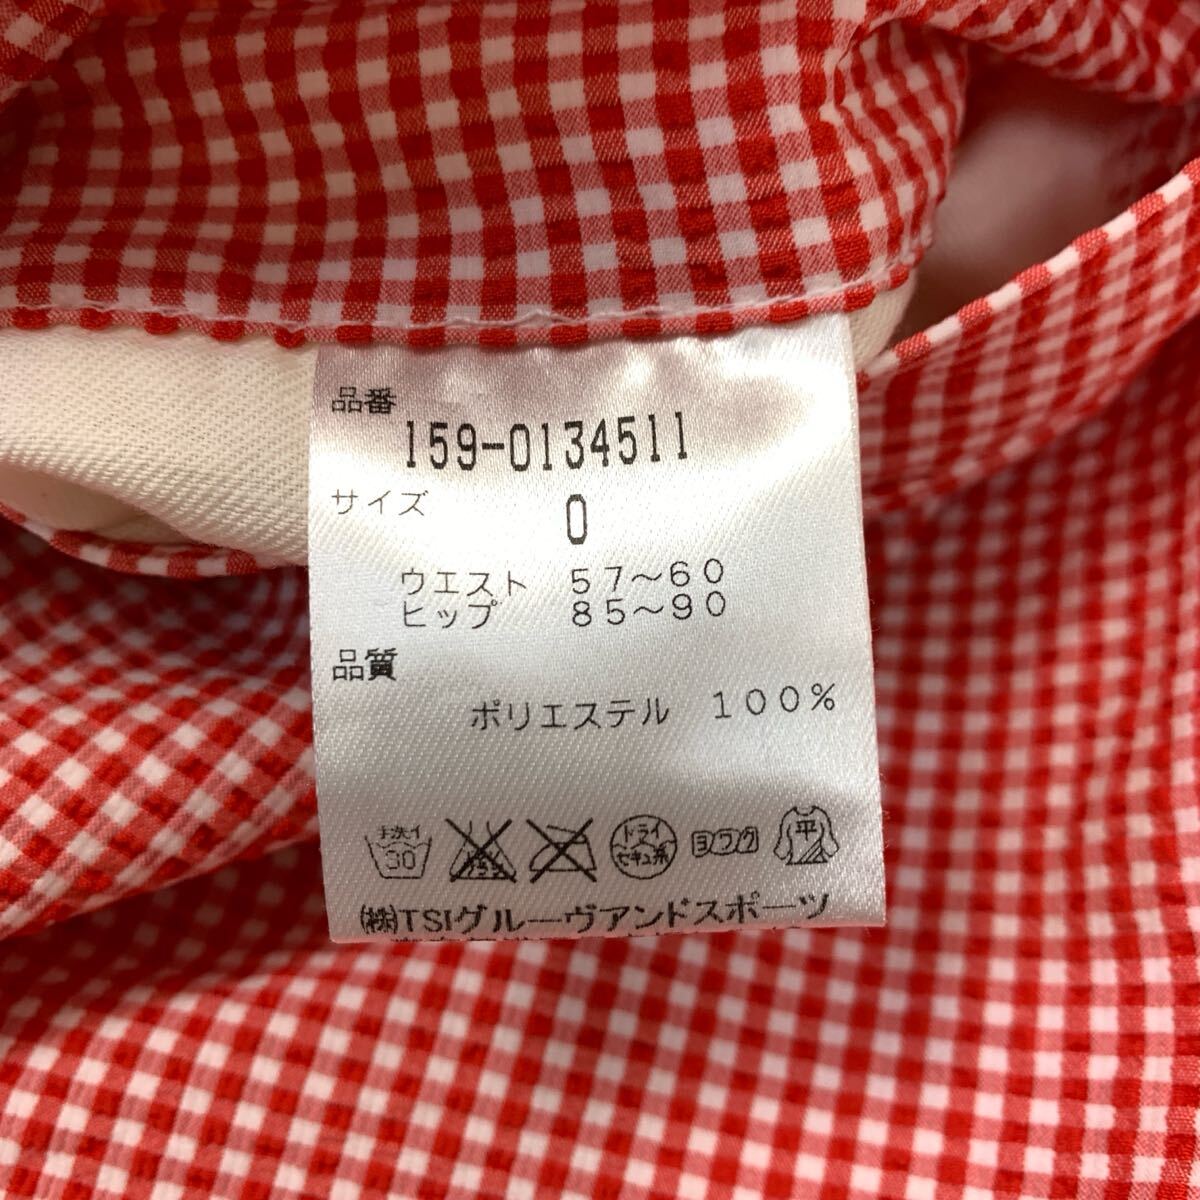 品番
159-0134511
サイズ
0
ウエスト 57〜60
ヒップ 85〜90
品質
ポリエステル 100%
手洗イ
30
ドライ
セキユ系
ヨワク
平
㈱TSIグルーヴアンドスポーツ